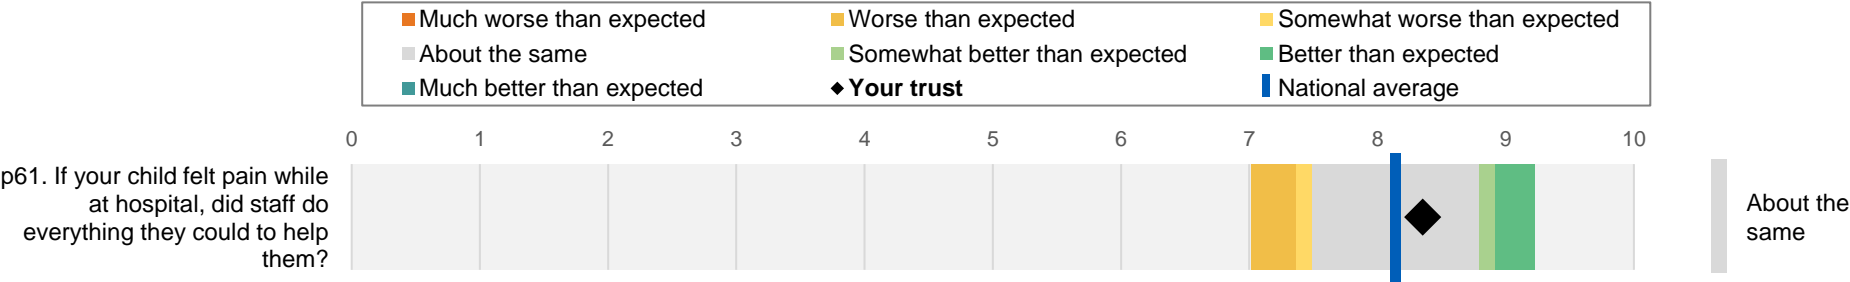 Much worse than expected
Worse than expected
Somewhat worse than expected
About the same
Somewhat better than expected
Better than expected
Much better than expected
Your trust
National average
0 1 2 3 4 5 6 7 8 9 10
p61. If your child felt pain while
at hospital, did staff do
everything they could to help
them?
About the
same